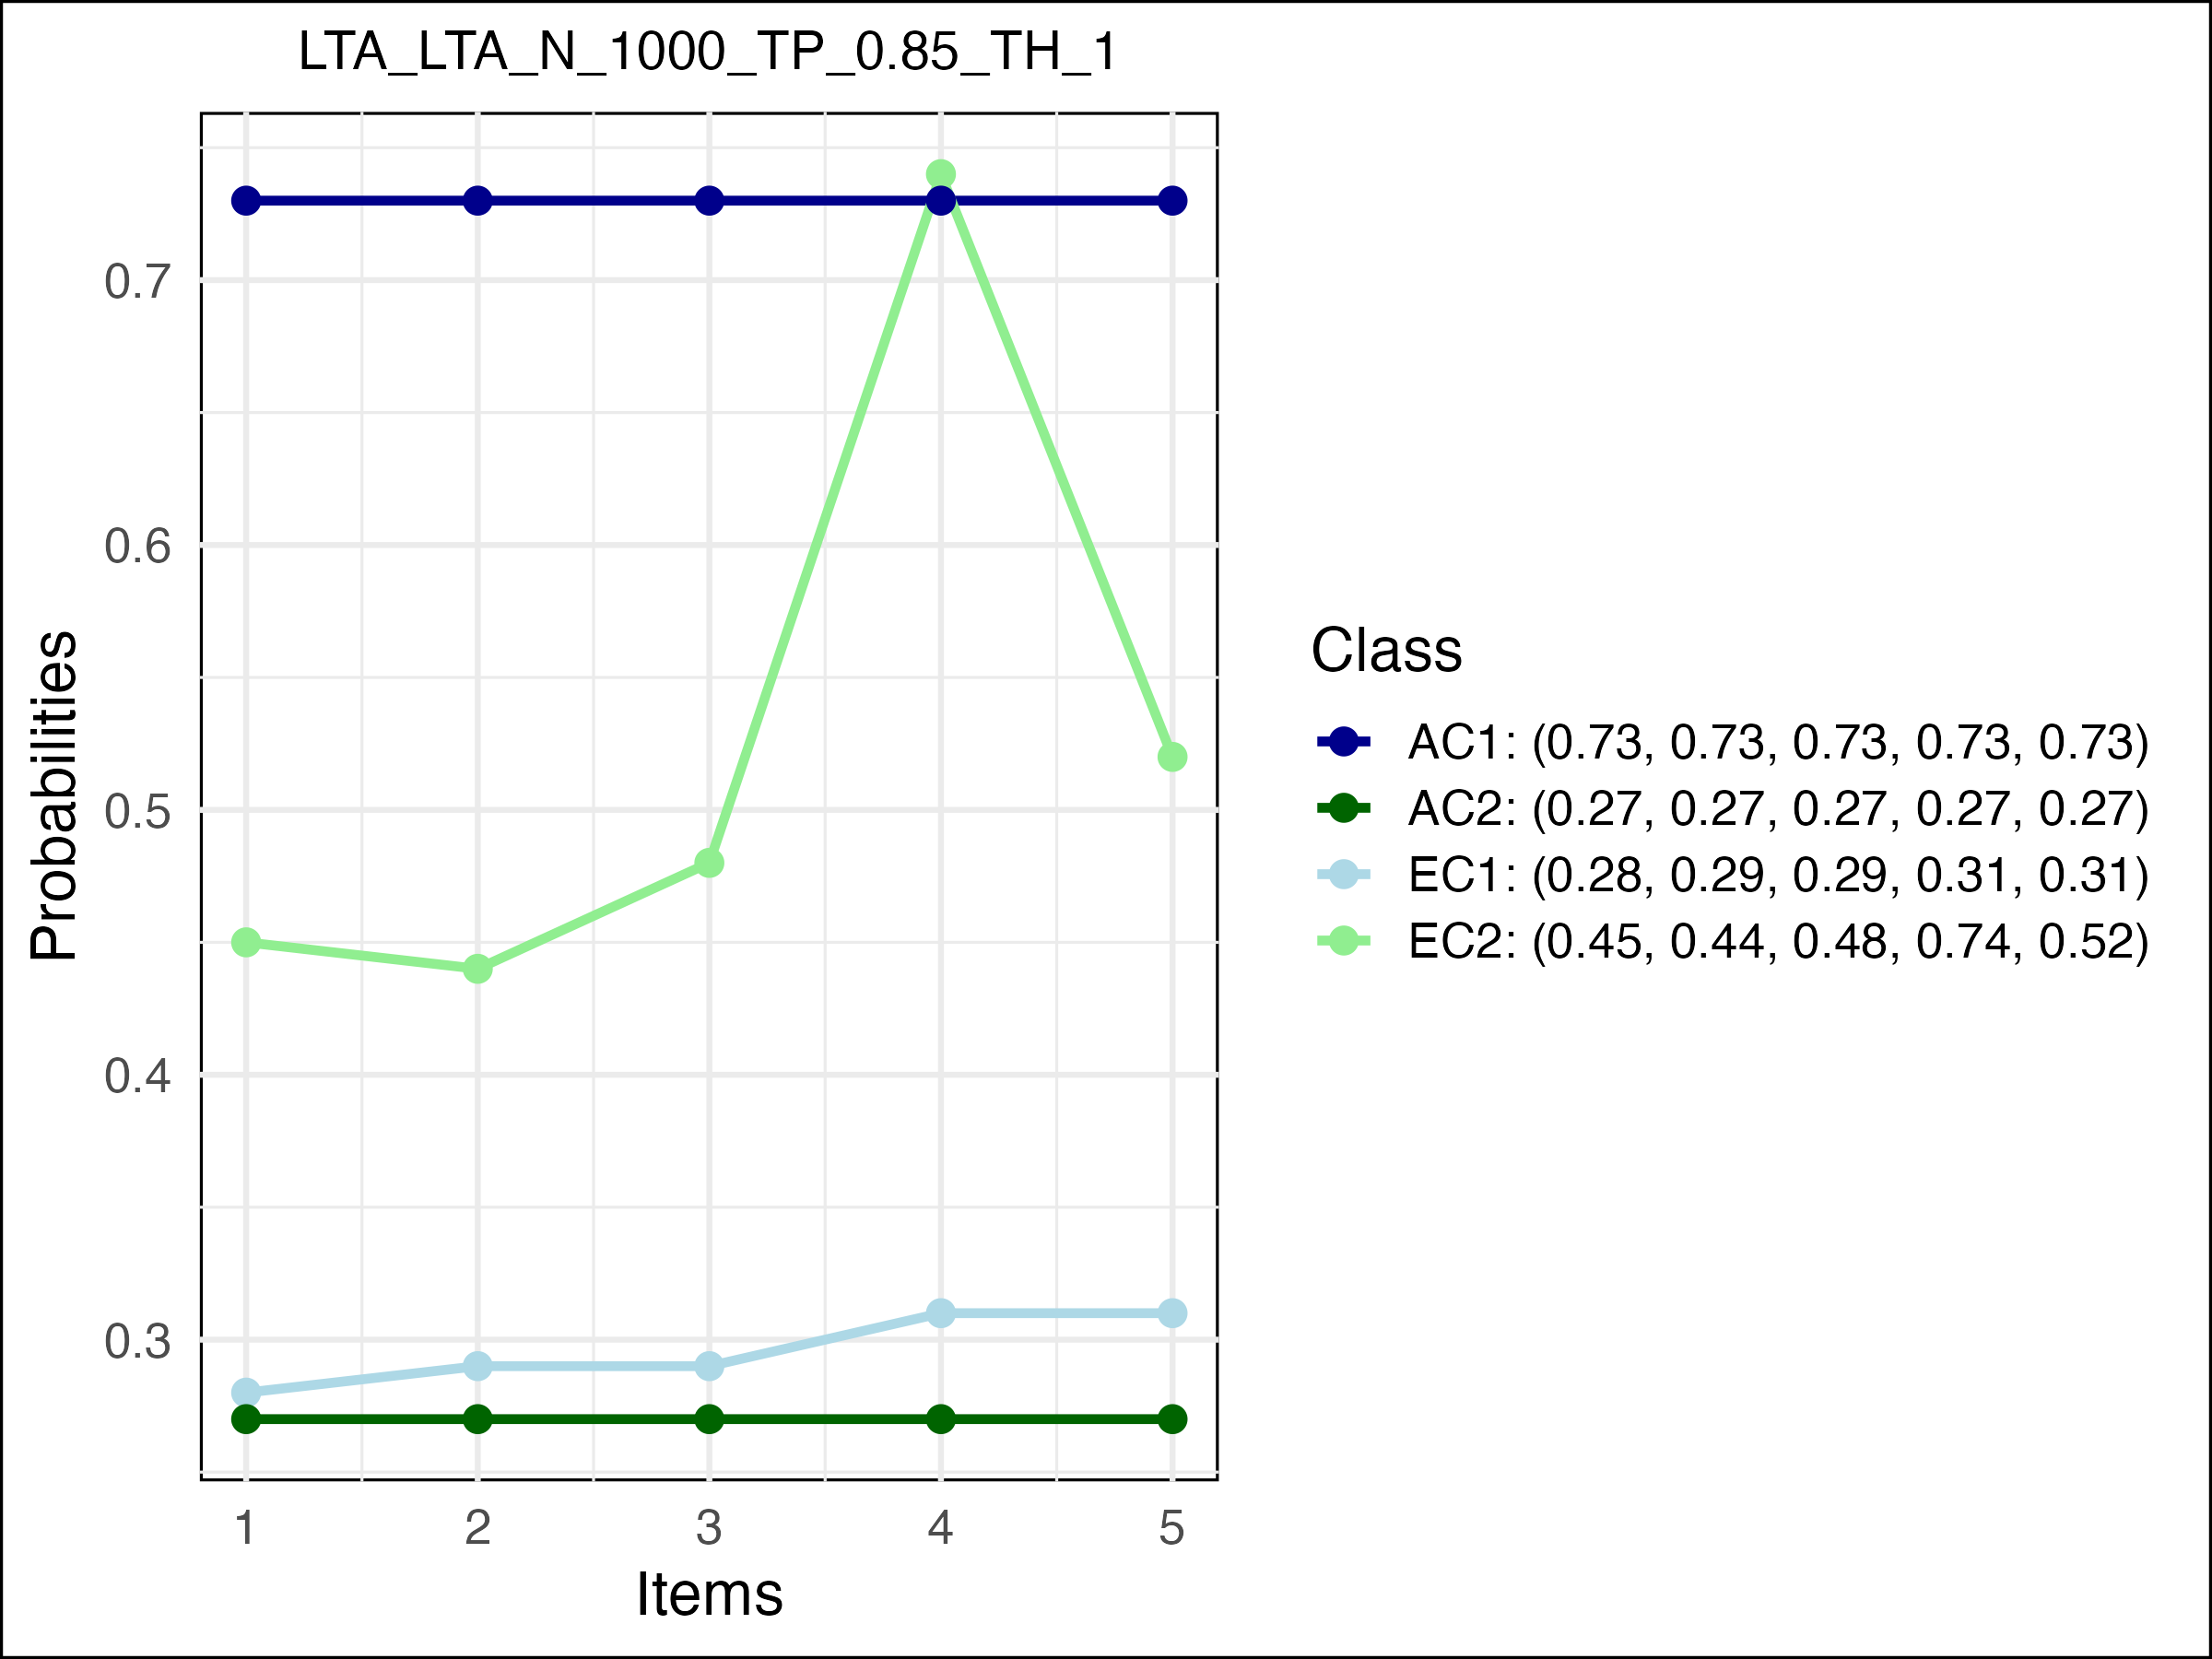 LTA_LTA_N_1000_TP_0.85_TH_1
Probabilities
0.7
0.6
0.5
0.4
0.3
1 2 3 4 5
Items
Class
AC1: (0.73, 0.73, 0.73, 0.73, 0.73)
AC2: (0.27, 0.27, 0.27, 0.27, 0.27)
EC1: (0.28, 0.29, 0.29, 0.31, 0.31)
EC2: (0.45, 0.44, 0.48, 0.74, 0.52)